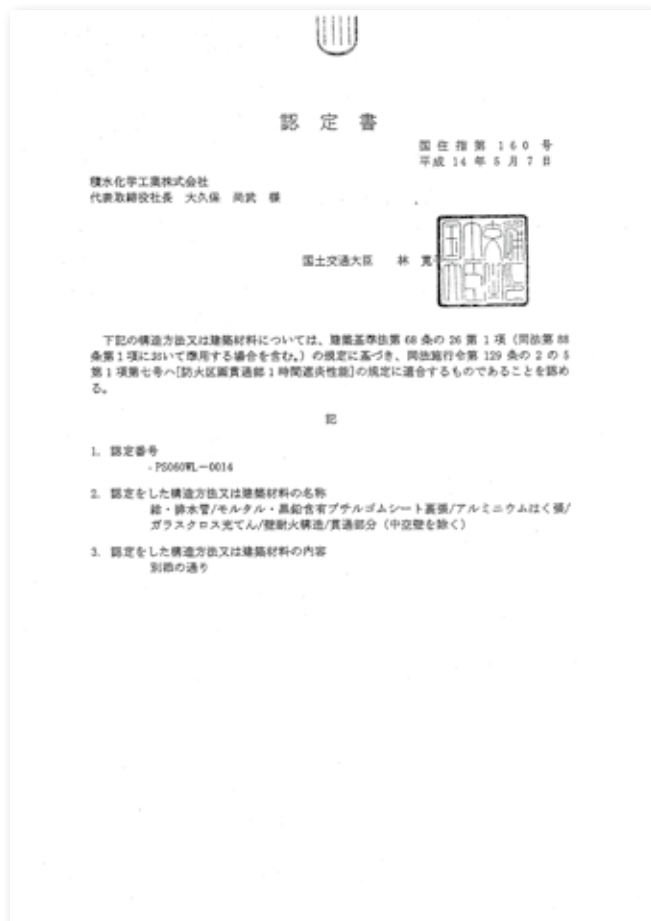 認定書
国住指第160号
平成14年5月7日
積水化学工業株式会社
代表取締役社長 大久保 尚武 様
国土交通大臣 林 寛
下記の構造方法又は建築材料については、建築基準法第68条の26第1項(同法第88
条第1項において準用する場合を含む。)の規定に基づき、同法施行令第129条の2の5
第1項第七号ハ[防火区画貫通部1時間遮炎性能]の規定に適合するものであることを認め
る。
記
1. 認定番号
PS060WL-0014
2. 認定をした構造方法又は建築材料の名称
給・排水管/モルタル・黒鉛含有ブチルゴムシート裏張/アルミニウムはく張/
ガラスクロス充てん/壁耐火構造/貫通部分(中空壁を除く)
3. 認定をした構造方法又は建築材料の内容
別添の通り